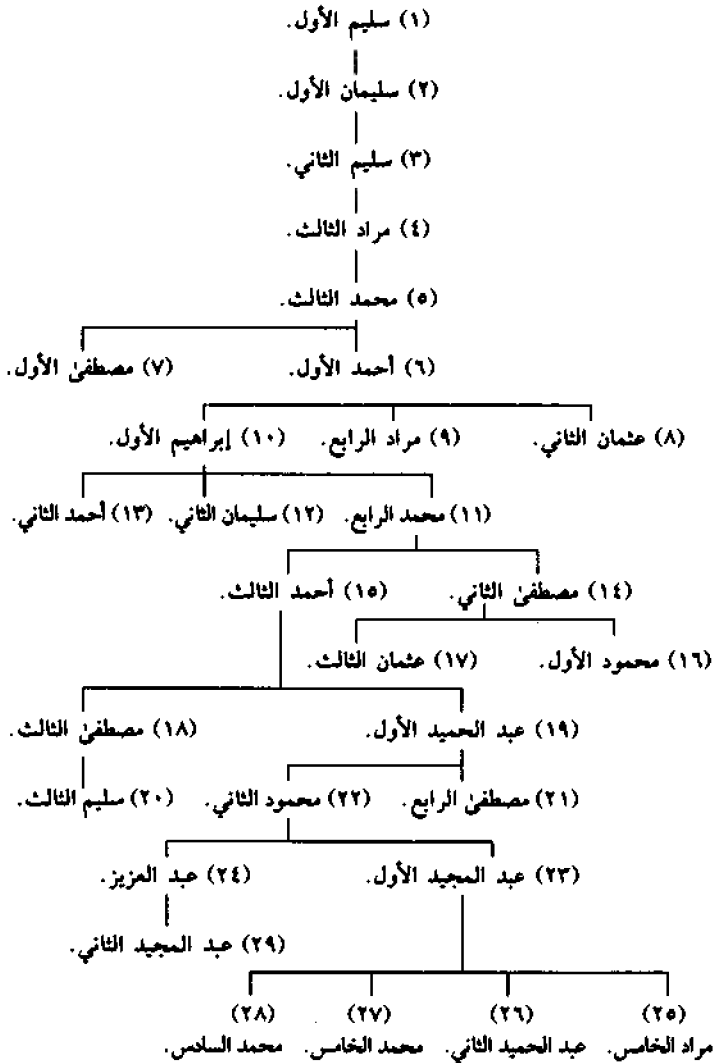 (١) سليم الأول.
(٢) سليمان الأول.
(٣) سليم الثاني.
(٤) مراد الثالث.
(٥) محمد الثالث.
(٦) أحمد الأول. (٧) مصطفىٰ الأول.
(٨) عثمان الثاني. (٩) مراد الرابع. (١٠) إبراهيم الأول.
(١١) محمد الرابع. (١٢) سليمان الثاني. (١٣) أحمد الثاني.
(١٤) مصطفىٰ الثاني. (١٥) أحمد الثالث.
(١٦) محمود الأول. (١٧) عثمان الثالث.
(١٩) عبد الحميد الأول. (١٨) مصطفىٰ الثالث.
(٢١) مصطفىٰ الرابع. (٢٢) محمود الثاني. (٢٠) سليم الثالث.
(٢٣) عبد المجيد الأول. (٢٤) عبد العزيز.
(٢٩) عبد المجيد الثاني.
(٢٥) (٢٦) (٢٧) (٢٨)
مراد الخامس. عبد الحميد الثاني. محمد الخامس. محمد السادس.